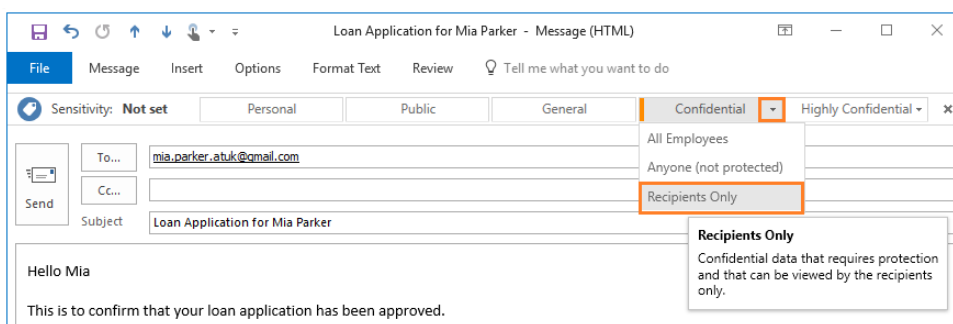 Loan Application for Mia Parker - Message (HTML)
File Message Insert Options Format Text Review Tell me what you want to do
Sensitivity: Not set Personal Public General Confidential Highly Confidential
All Employees
Anyone (not protected)
Recipients Only
Send
To... mia.parker.atuk@gmail.com
Cc...
Subject Loan Application for Mia Parker
Recipients Only
Confidential data that requires protection
and that can be viewed by the recipients
only.
Hello Mia
This is to confirm that your loan application has been approved.